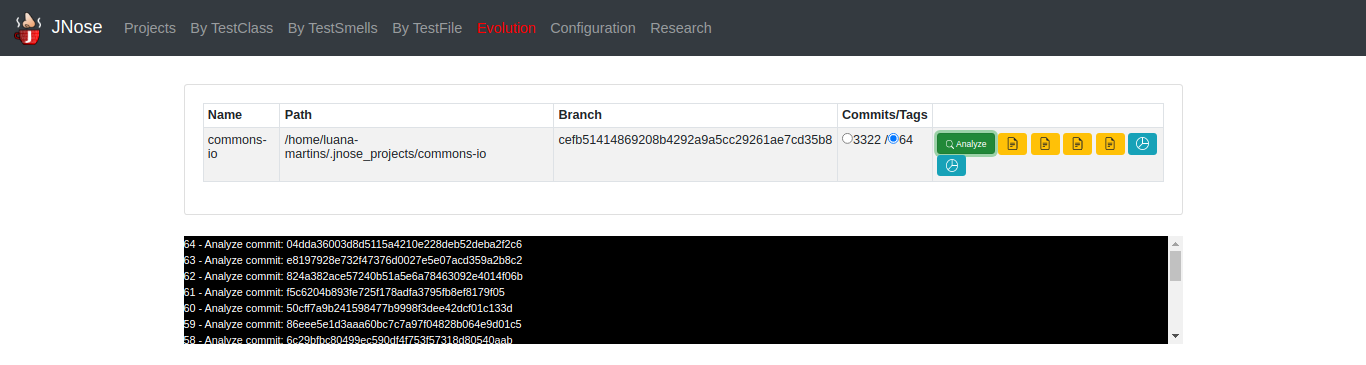 JNose Projects By TestClass By TestSmells By TestFile Evolution Configuration Research
Name Path Branch Commits/Tags
commons- /home/luana- cefb51414869208b4292a9a5cc29261ae7cd35b8 3322 / 64 Analyze
io martins/.jnose_projects/commons-io
64 - Analyze commit: 04dda36003d8d5115a4210e228deb52deba2f2c6
63 - Analyze commit: e8197928e732f47376d0027e5e07acd359a2b8c2
62 - Analyze commit: 824a382ace57240b51a5e6a78463092e4014f06b
61 - Analyze commit: f5c6204b893fe725f178adfa3795fb8ef8179f05
60 - Analyze commit: 50cff7a9b241598477b9998f3dee42dcf01c133d
59 - Analyze commit: 86eee5e1d3aaa60bc7c7a97f04828b064e9d01c5
58 - Analyze commit: 6c29bfbc80499ec590df4f753f57318d80540aab